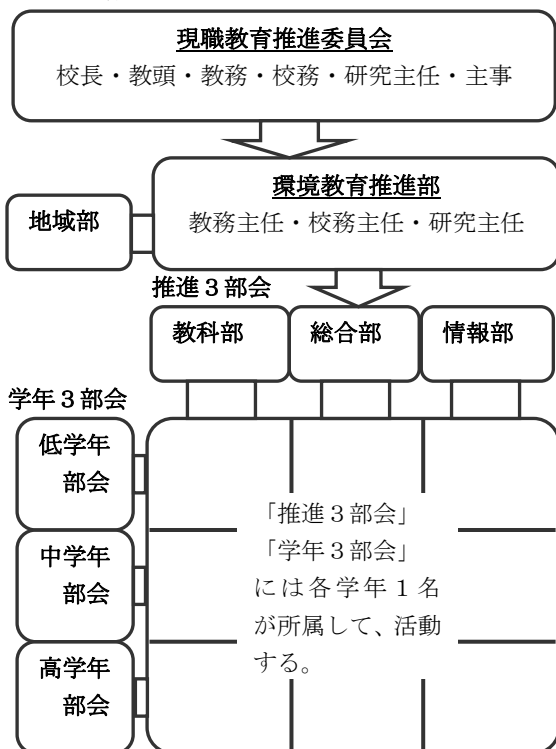 現職教育推進委員会
校長・教頭・教務・校務・研究主任・主事
環境教育推進部
教務主任・校務主任・研究主任
地域部
推進３部会
教科部
総合部
情報部
学年３部会
低学年
部会
中学年
部会
高学年
部会
「推進３部会」
「学年３部会」
には各学年１名
が所属して、活動
する。